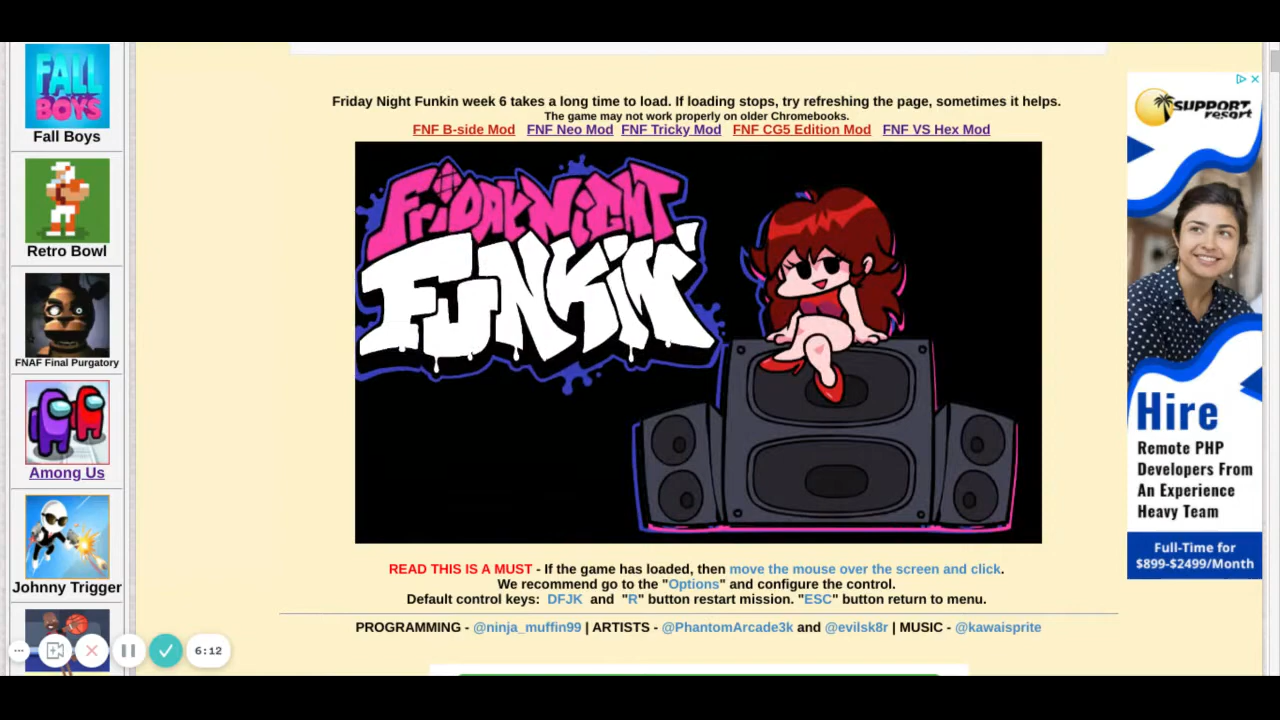 FALL
BOYS
Fall Boys
Retro Bowl
FNAF Final Purgatory
Among Us
Johnny Trigger
6:12
Friday Night Funkin week 6 takes a long time to load. If loading stops, try refreshing the page, sometimes it helps.
The game may not work properly on older Chromebooks.
FNF B-side Mod FNF Neo Mod FNF Tricky Mod FNF CG5 Edition Mod FNF VS Hex Mod
FRIDAY NIGHT
FUNKIN'
READ THIS IS A MUST - If the game has loaded, then move the mouse over the screen and click.
We recommend go to the "Options" and configure the control.
Default control keys: DFJK and "R" button restart mission. "ESC" button return to menu.
PROGRAMMING - @ninja_muffin99 | ARTISTS - @PhantomArcade3k and @evilsk8r | MUSIC - @kawaisprite
SUPPORT
resort
Hire
Remote PHP
Developers From
An Experience
Heavy Team
Full-Time for
$899-$2499/Month